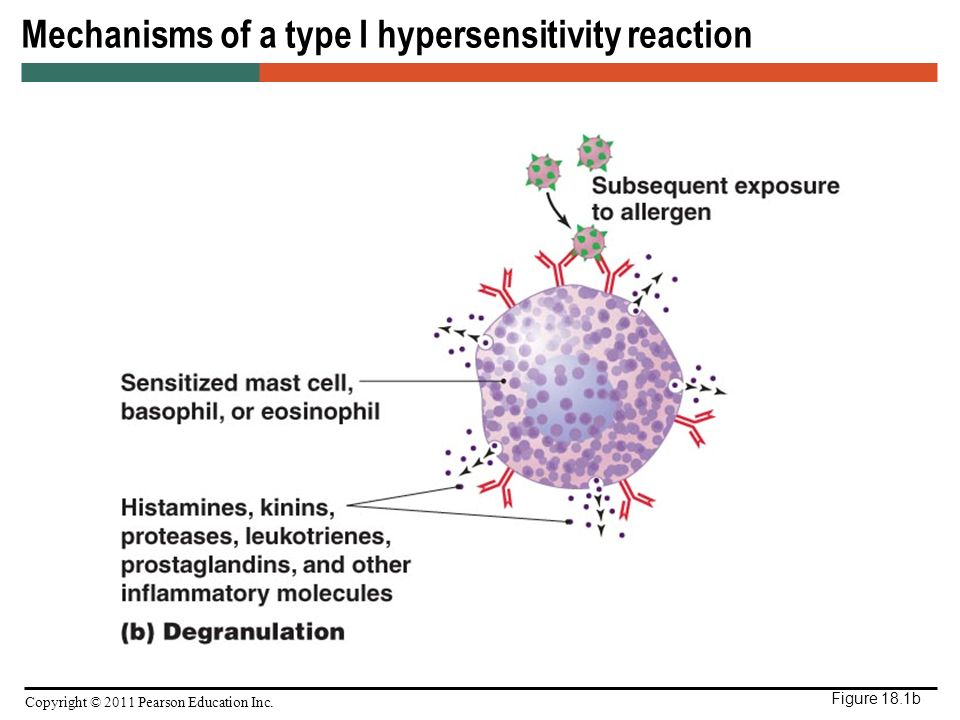 Mechanisms of a type I hypersensitivity reaction
Subsequent exposure
to allergen
Sensitized mast cell,
basophil, or eosinophil
Histamines, kinins,
proteases, leukotrienes,
prostaglandins, and other
inflammatory molecules
(b) Degranulation
Copyright © 2011 Pearson Education Inc.
Figure 18.1b